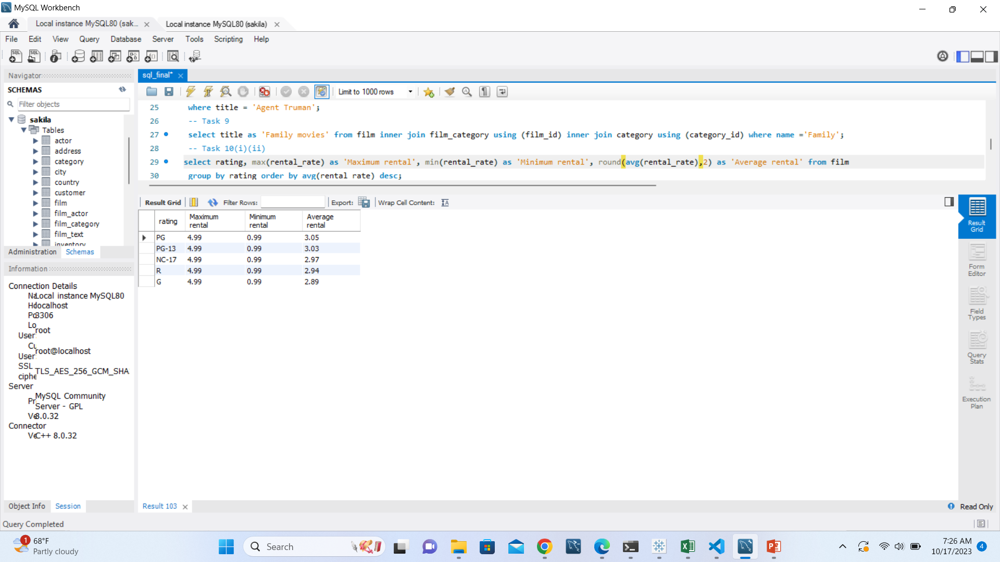 MySQL Workbench
Local instance MySQL80 (sak...
Local instance MySQL80 (sakila)
File Edit View Query Database Server Tools Scripting Help
Navigator
SCHEMAS
Filter objects
sakila
Tables
actor
address
category
city
country
customer
film
film_actor
film_category
film_text
inventory
Administration Schemas
Information
Connection Details
Local instance MySQL80
localhost
3306
Lo
root
User
Cu
root@localhost
User
SSL
ciphe
TLS_AES_256_GCM_SHA
Server
Pr
MySQL Community
Server - GPL
8.0.32
Connector
C++ 8.0.32
Object Info Session
Query Completed
sql_final*
Limit to 1000 rows
25 where title = 'Agent Truman';
26 -- Task 9
27 select title as 'Family movies' from film inner join film_category using (film_id) inner join category using (category_id) where name ='Family';
28 -- Task 10(i)(ii)
29 select rating, max(rental_rate) as 'Maximum rental', min(rental_rate) as 'Minimum rental', round(avg(rental_rate),2) as 'Average rental' from film
30 group by rating order by avg(rental_rate) desc;
Result Grid Filter Rows: Export: Wrap Cell Content:
rating Maximum rental Minimum rental Average rental
PG 4.99 0.99 3.05
PG-13 4.99 0.99 3.03
NC-17 4.99 0.99 2.97
R 4.99 0.99 2.94
G 4.99 0.99 2.89
Result
Grid
Form
Editor
Field
Types
Query
Stats
Execution
Plan
Result 103
Read Only
1
68°F
Partly cloudy
Search
7:26 AM
10/17/2023
4